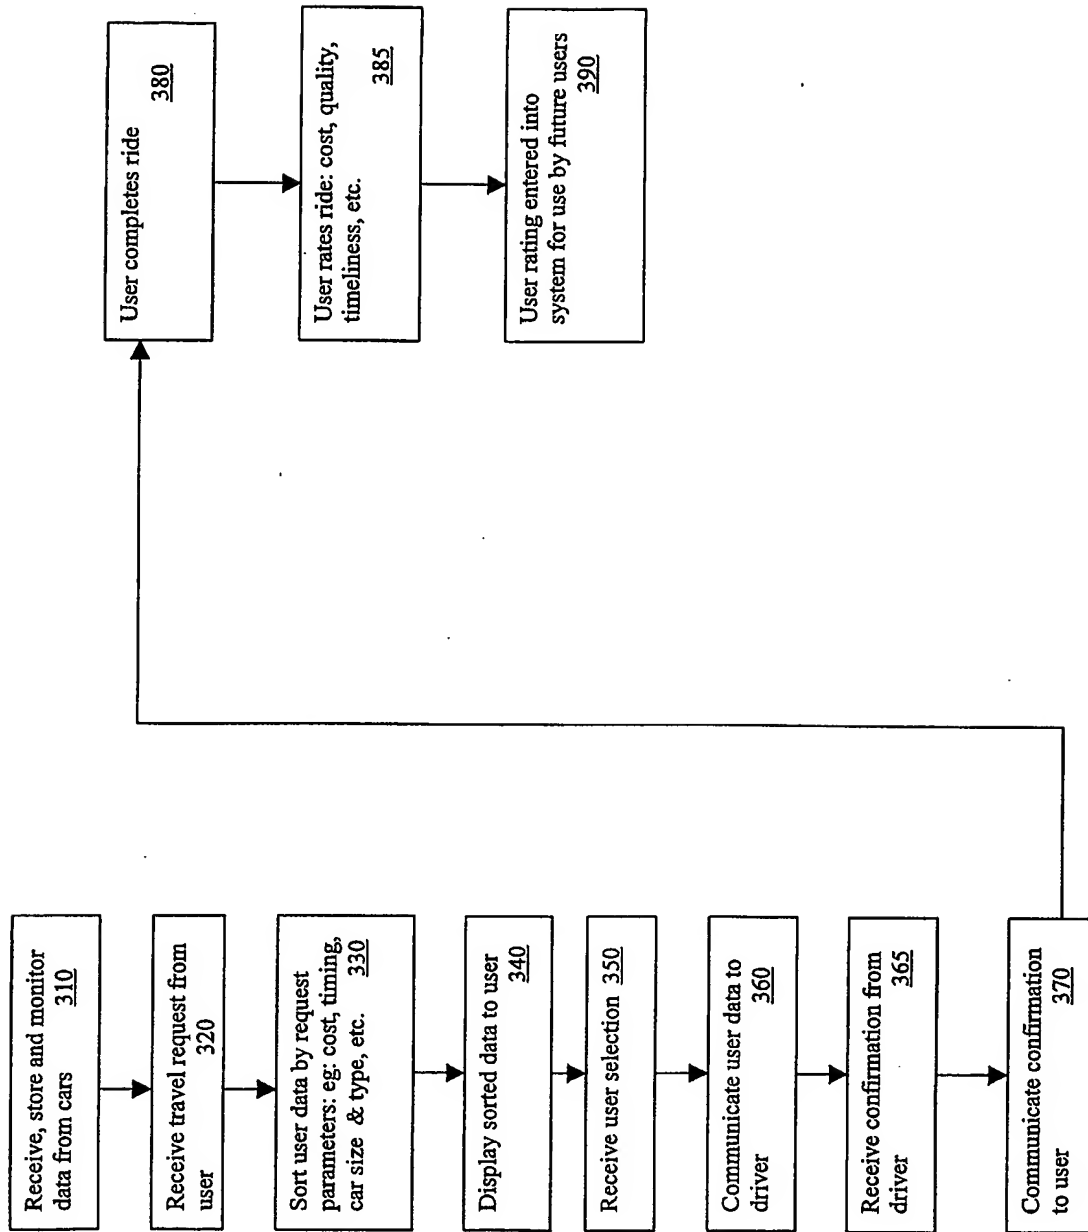 Receive, store and monitor
data from cars 310
Receive travel request from
user 320
Sort user data by request
parameters: eg: cost, timing,
car size & type, etc. 330
Display sorted data to user
340
Receive user selection 350
Communicate user data to
driver 360
Receive confirmation from
driver 365
Communicate confirmation
to user 370
User completes ride
380
User rates ride: cost, quality,
timeliness, etc. 385
User rating entered into
system for use by future users
390